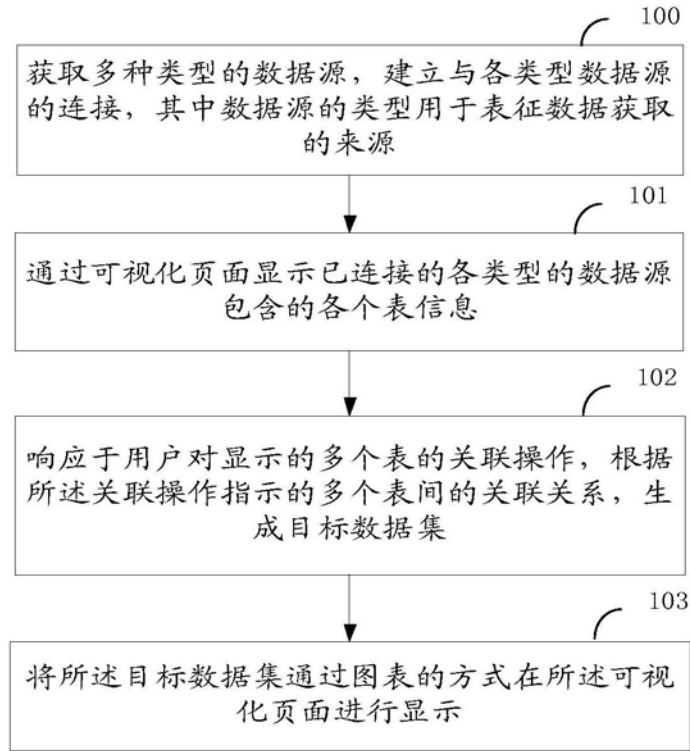 100
获取多种类型的数据源，建立与各类型数据源
的连接，其中数据源的类型用于表征数据获取
的来源
101
通过可视化页面显示已连接的各类型的数据源
包含的各个表信息
102
响应于用户对显示的多个表的关联操作，根据
所述关联操作指示的多个表间的关联关系，生
成目标数据集
103
将所述目标数据集通过图表的方式在所述可视
化页面进行显示